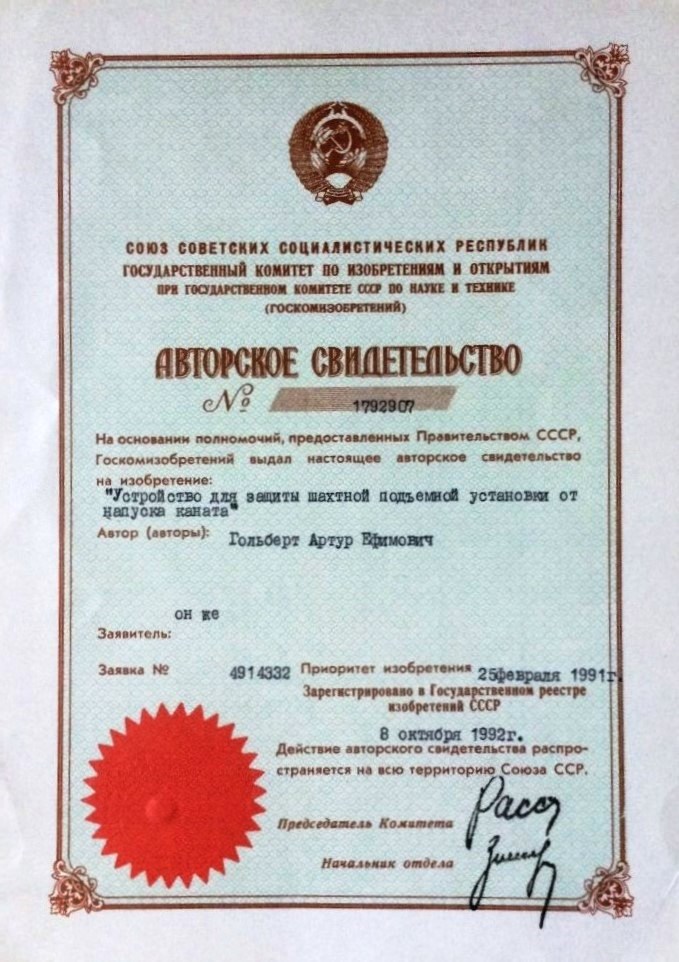 СОЮЗ СОВЕТСКИХ СОЦИАЛИСТИЧЕСКИХ РЕСПУБЛИК
ГОСУДАРСТВЕННЫЙ КОМИТЕТ ПО ИЗОБРЕТЕНИЯМ И ОТКРЫТИЯМ
ПРИ ГОСУДАРСТВЕННОМ КОМИТЕТЕ СССР ПО НАУКЕ И ТЕХНИКЕ
(ГОСКОМИЗОБРЕТЕНИЙ)
АВТОРСКОЕ СВИДЕТЕЛЬСТВО
№ 1792907
На основании полномочий, предоставленных Правительством СССР,
Госкомизобретений выдал настоящее авторское свидетельство
на изобретение:
"Устройство для защиты шахтной подъемной установки от
напуска каната"
Автор (авторы): Гольберт Артур Ефимович
он же
Заявитель:
Заявка № 4914332 Приоритет изобретения 25февраля 1991г.
Зарегистрировано в Государственном реестре
изобретений СССР
8 октября 1992г.
Действие авторского свидетельства распро-
страняется на всю территорию Союза ССР.
Председатель Комитета
Начальник отдела